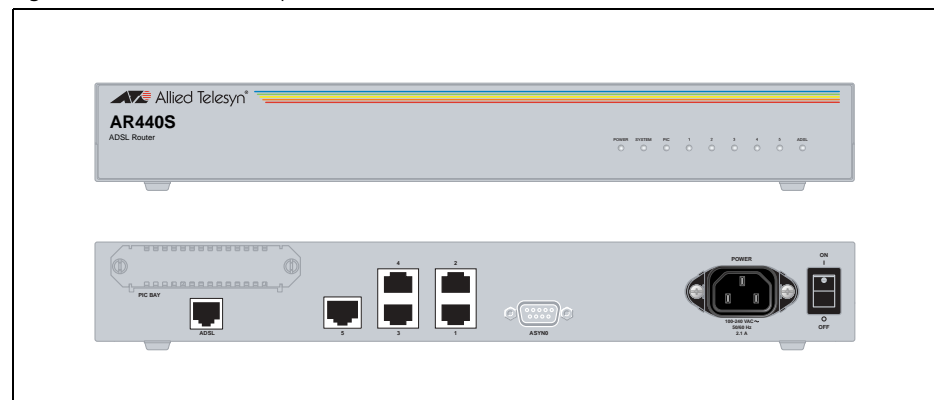 Allied Telesyn®
AR440S
ADSL Router
POWER SYSTEM PIC 1 2 3 4 5 ADSL
4 2
PIC BAY
ADSL
5 3 1
ASYN0
POWER
100-240 VAC~
50/60 Hz
2.1 A
ON
I
O
OFF